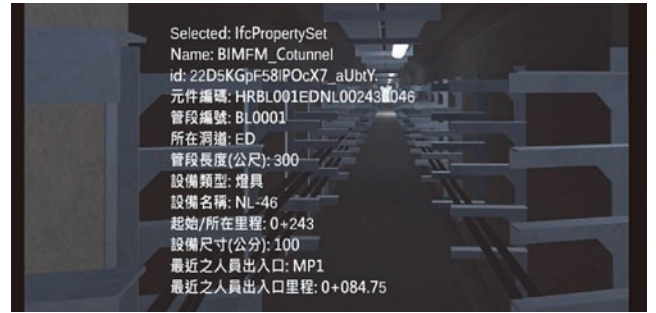 Selected: IfcPropertySet
Name: BIMFM_Cotunnel
id: 22D5KGpF58IPOcX7_aUbtY
元件編碼: HRBL001EDNL002431046
管段編號: BL0001
所在洞道: ED
管段長度(公尺): 300
設備類型: 燈具
設備名稱: NL-46
起始/所在里程: 0+243
設備尺寸(公分): 100
最近之人員出入口: MP1
最近之人員出入口里程: 0+084.75